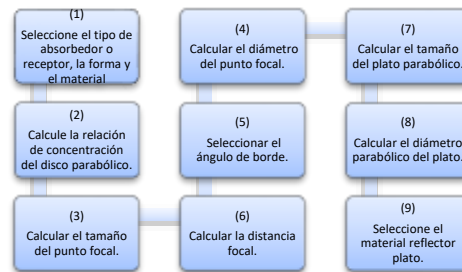 (1)
Seleccione el tipo de
absorbedor o
receptor, la forma y
el material
(2)
Calcule la relación
de concentración
del disco parabólico.
(3)
Calcular el tamaño
del punto focal.
(4)
Calcular el diámetro
del punto focal.
(5)
Seleccionar el
ángulo de borde.
(6)
Calcular la distancia
focal.
(7)
Calcular el tamaño
del plato parabólico.
(8)
Calcular el diámetro
parabólico del plato.
(9)
Seleccione el
material reflector
plato.